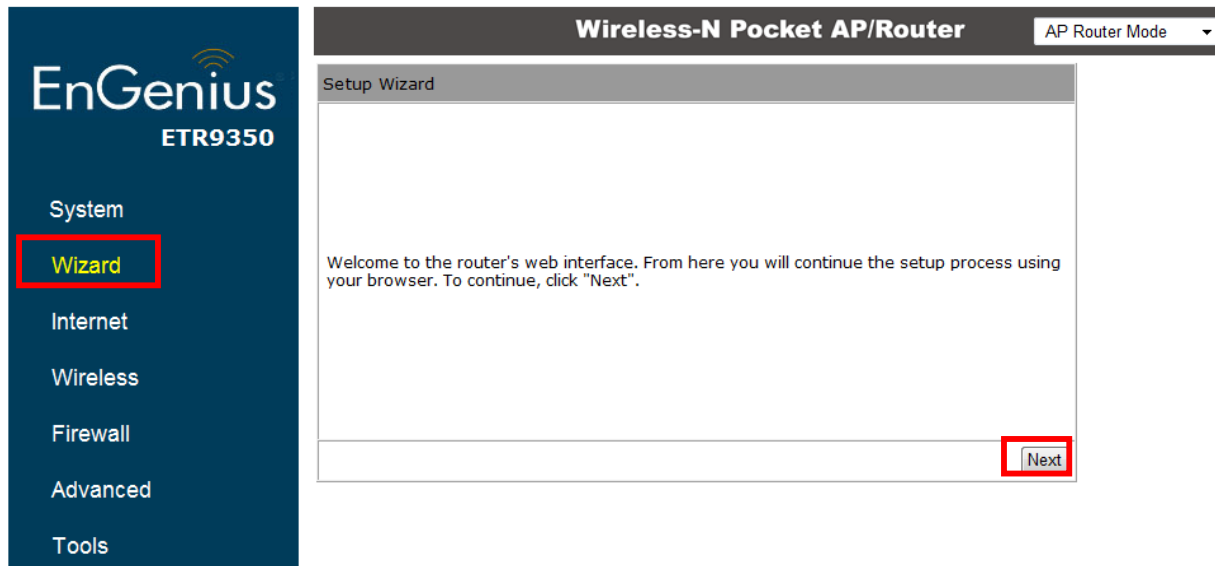 Wireless-N Pocket AP/Router
AP Router Mode
EnGenius
ETR9350
System
Wizard
Internet
Wireless
Firewall
Advanced
Tools
Setup Wizard
Welcome to the router's web interface. From here you will continue the setup process using
your browser. To continue, click "Next".
Next